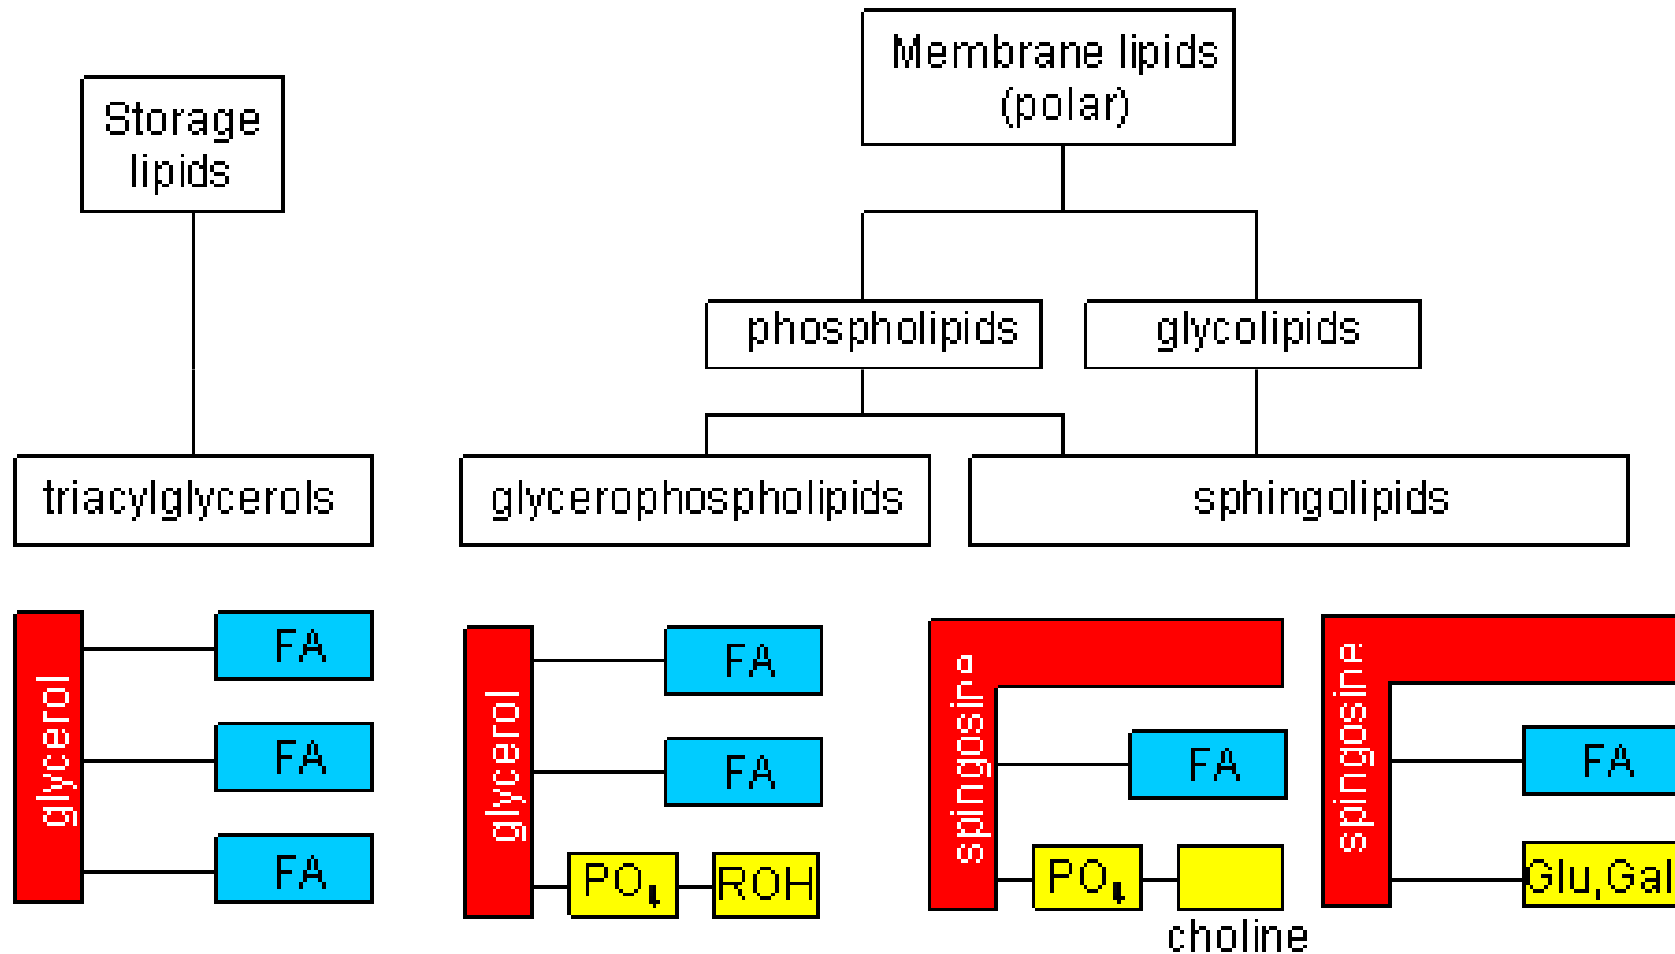 Membrane lipids
(polar)
Storage
lipids
phospholipids
glycolipids
triacylglycerols
glycerophospholipids
sphingolipids
glycerol
FA
FA
FA
glycerol
FA
FA
PO4
ROH
spingosine
FA
PO4
choline
spingosine
FA
Glu,Gal